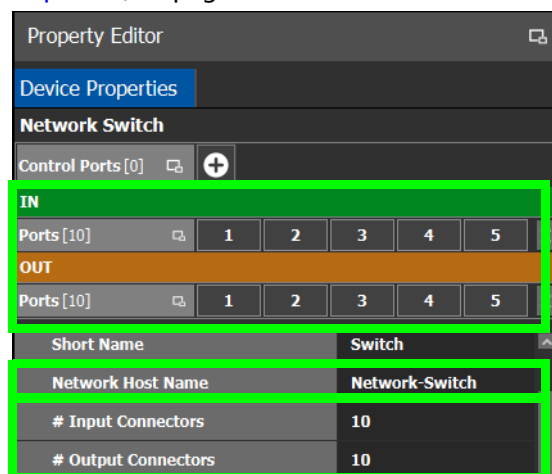 Property Editor
Device Properties
Network Switch
Control Ports [0]
IN
Ports [10] 1 2 3 4 5
OUT
Ports [10] 1 2 3 4 5
Short Name Switch
Network Host Name Network-Switch
# Input Connectors 10
# Output Connectors 10